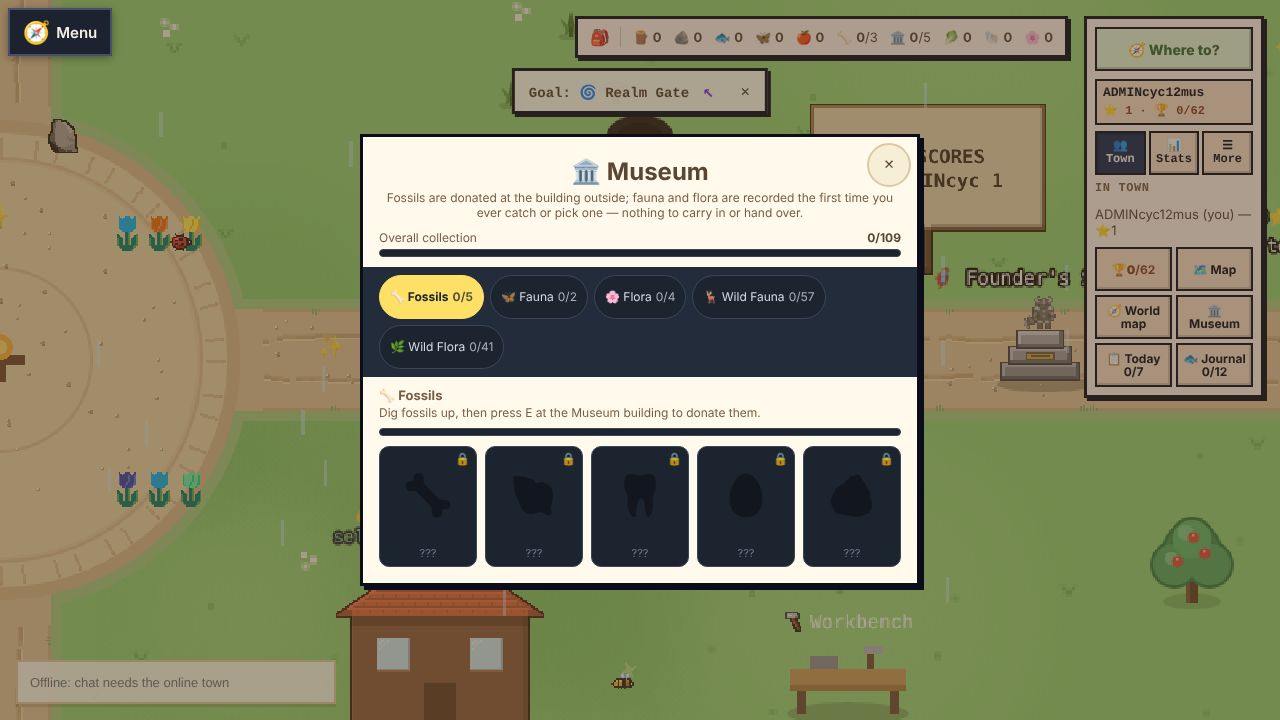 Menu
0 0 0 0 0 0/3 0/5 0 0 0
Where to?
Goal: Realm Gate ×
ADMINcyc12mus
1 · 0/62
Town Stats More
IN TOWN
ADMINcyc12mus (you) —
1
0/62 Map
World map
Museum
Today 0/7
Journal 0/12
Museum
×
Fossils are donated at the building outside; fauna and flora are recorded the first time you
ever catch or pick one — nothing to carry in or hand over.
Overall collection 0/109
Fossils 0/5 Fauna 0/2 Flora 0/4 Wild Fauna 0/57
Wild Flora 0/41
Fossils
Dig fossils up, then press E at the Museum building to donate them.
??? ??? ??? ??? ???
SCORES
INcyc 1
Founder's
Workbench
Offline: chat needs the online town